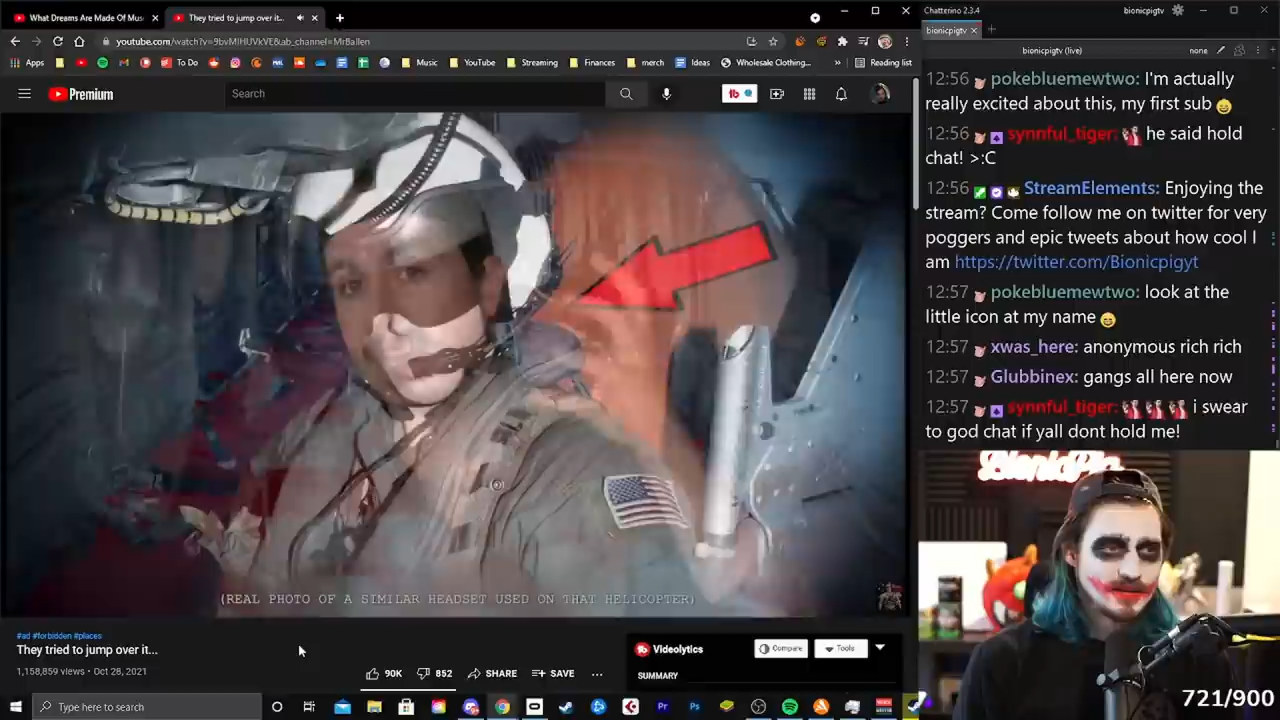 What Dreams Are Made Of Mus
They tried to jump over it...
youtube.com/watch?v=9bvMIHUVkVE&ab_channel=MrBallen
Apps
To Do
Music
YouTube
Streaming
Finances
merch
Ideas
Wholesale Clothing...
Reading list
Premium
Search
(REAL PHOTO OF A SIMILAR HEADSET USED ON THAT HELICOPTER)
#ad #forbidden #places
They tried to jump over it...
1,158,859 views • Oct 28, 2021
90K
852
SHARE
SAVE
Videolytics
Compare
Tools
SUMMARY
Type here to search
Chatterino 2.3.4
bionicpigtv
bionicpigtv
bionicpigtv (live)
none
12:56 pokebluemewtwo: I'm actually
really excited about this, my first sub
12:56 synnful_tiger: he said hold
chat! >:C
12:56 StreamElements: Enjoying the
stream? Come follow me on twitter for very
poggers and epic tweets about how cool I
am https://twitter.com/Bionicpigyt
12:57 pokebluemewtwo: look at the
little icon at my name
12:57 xwas_here: anonymous rich rich
12:57 Glubbinex: gangs all here now
12:57 synnful_tiger: i swear
to god chat if yall dont hold me!
BionicPig
721/900